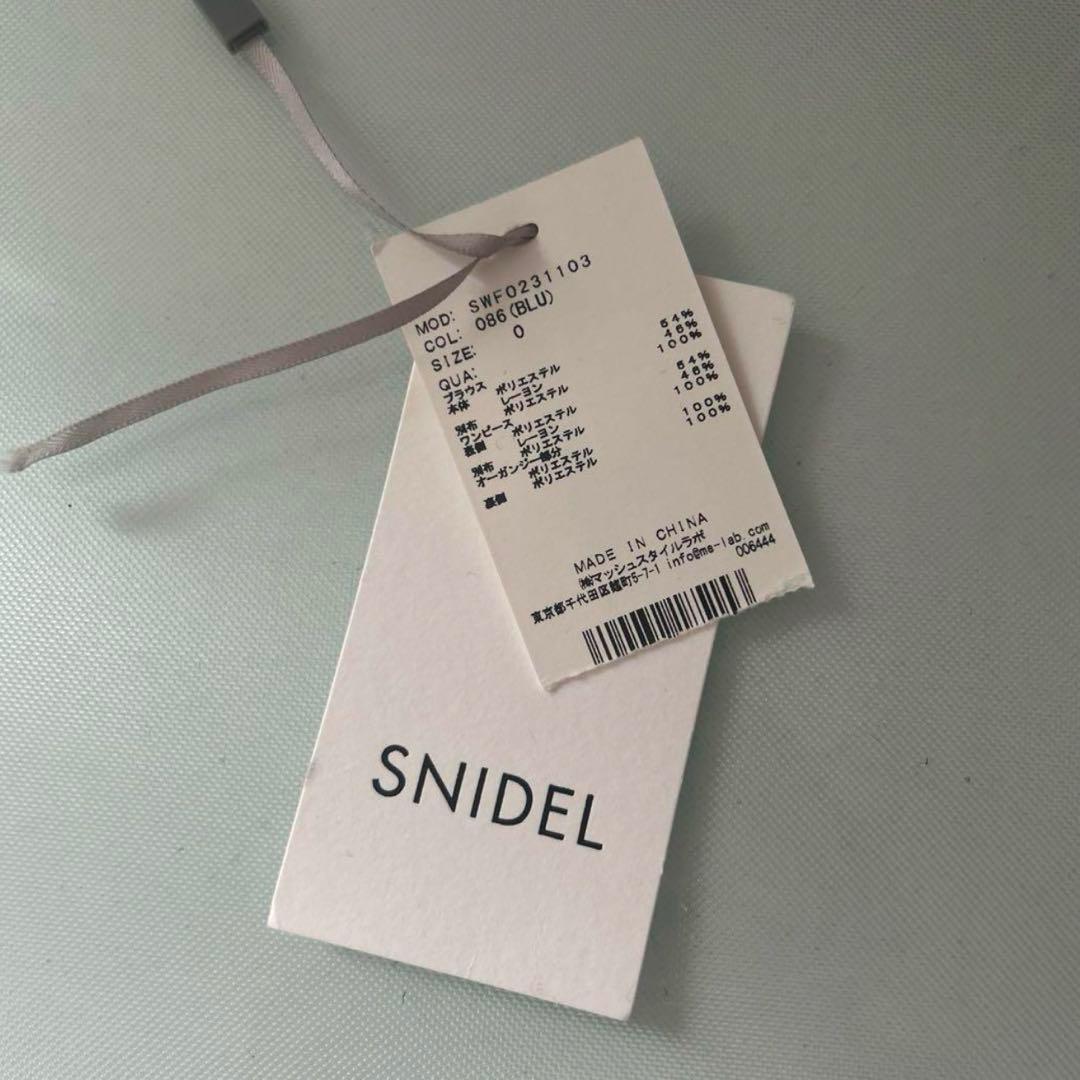 MOD: SWFO231103
COL: 086(BLU)
SIZE: 0
QUA:
ブラウス
本体 ポリエステル 54%
レーヨン 46%
別布 ポリエステル 100%
ワンピース
表側 ポリエステル 54%
レーヨン 46%
別布 ポリエステル 100%
オーガンジー部分
ポリエステル 100%
裏側 ポリエステル 100%
MADE IN CHINA
㈱マッシュスタイルラボ
東京都千代田区麹町5-7-1 info@ms-lab.com
006444
SNIDEL